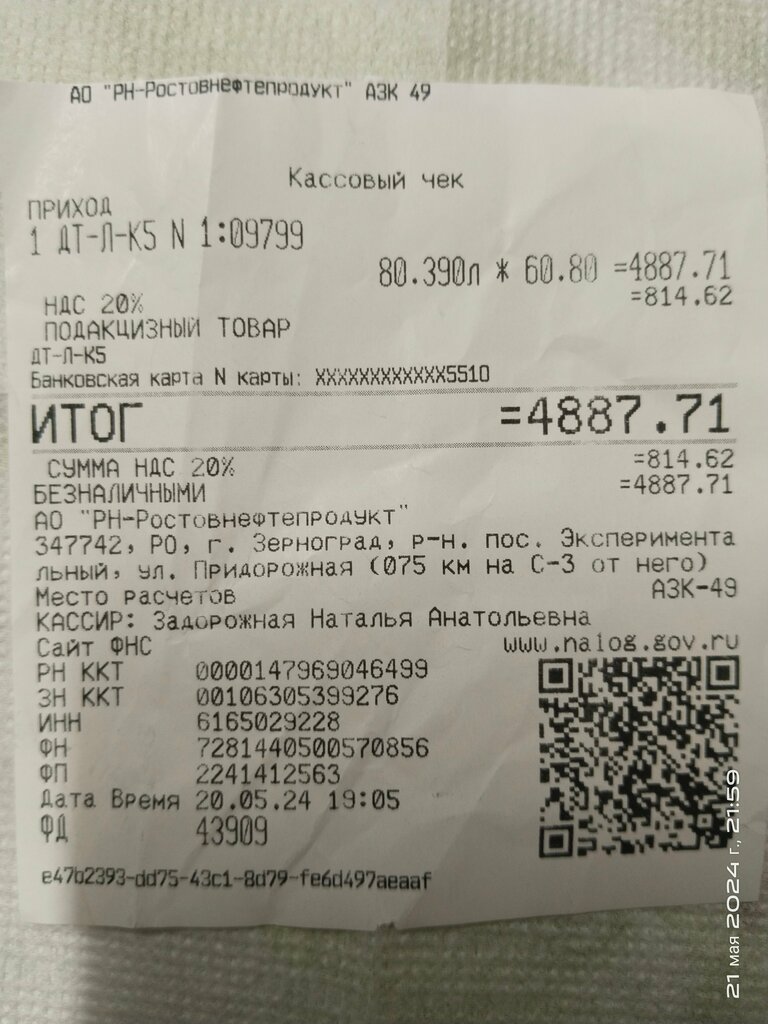 АО "РН-Ростовнефтепродукт" АЗК 49
Кассовый чек
ПРИХОД
1 ДТ-Л-К5 N 1:09799
80.390л * 60.80 =4887.71
НДС 20% =814.62
ПОДАКЦИЗНЫЙ ТОВАР
ДТ-Л-К5
Банковская карта N карты: XXXXXXXXXXXX5510
ИТОГ =4887.71
СУММА НДС 20% =814.62
БЕЗНАЛИЧНЫМИ =4887.71
АО "РН-Ростовнефтепродукт"
347742, РО, г. Зерноград, р-н. пос. Эксперимента
льный, ул. Придорожная (075 км на С-З от него)
Место расчетов АЗК-49
КАССИР: Задорожная Наталья Анатольевна
Сайт ФНС www.nalog.gov.ru
РН ККТ 0000147969046499
ЗН ККТ 00106305399276
ИНН 6165029228
ФН 7281440500570856
ФП 2241412563
Дата Время 20.05.24 19:05
ФД 43909
e47b2393-dd75-43c1-8d79-fe6d497aeaaf
21 мая 2024 г., 21:59